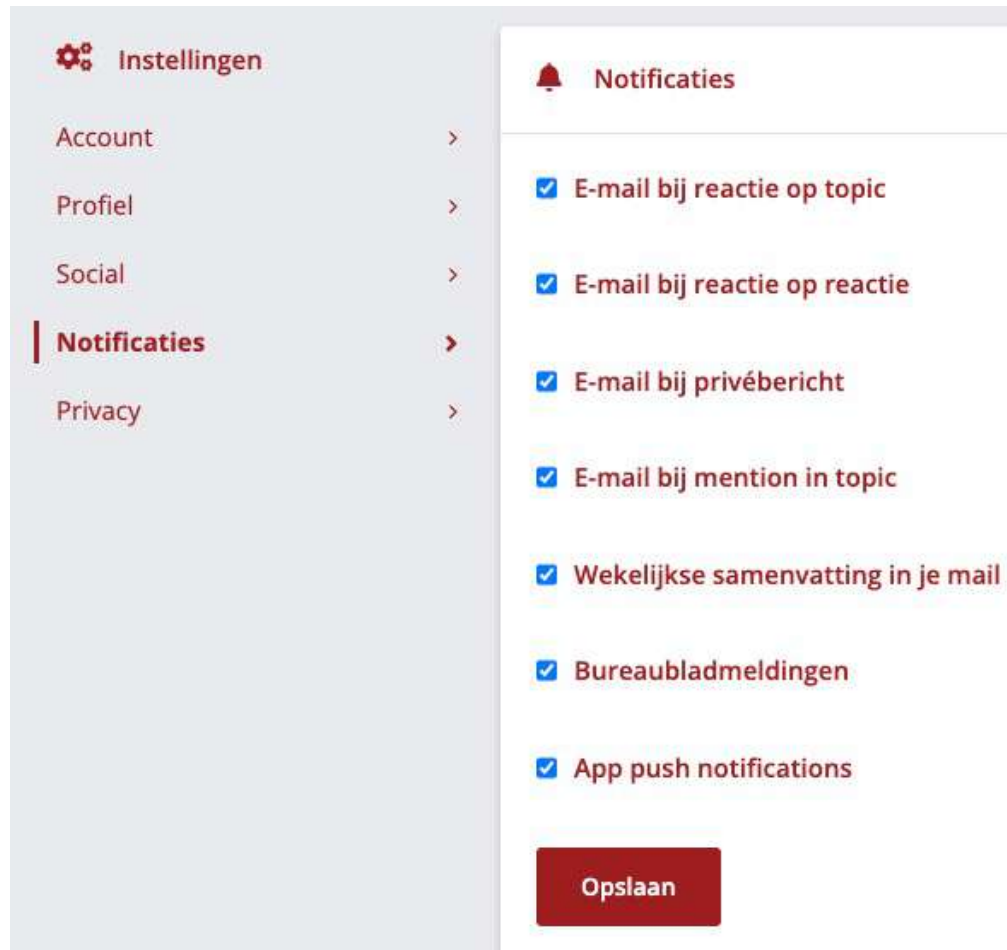 Instellingen
Account
Profiel
Social
Notificaties
Privacy
Notificaties
E-mail bij reactie op topic
E-mail bij reactie op reactie
E-mail bij privébericht
E-mail bij mention in topic
Wekelijkse samenvatting in je mail
Bureaubladmeldingen
App push notifications
Opslaan